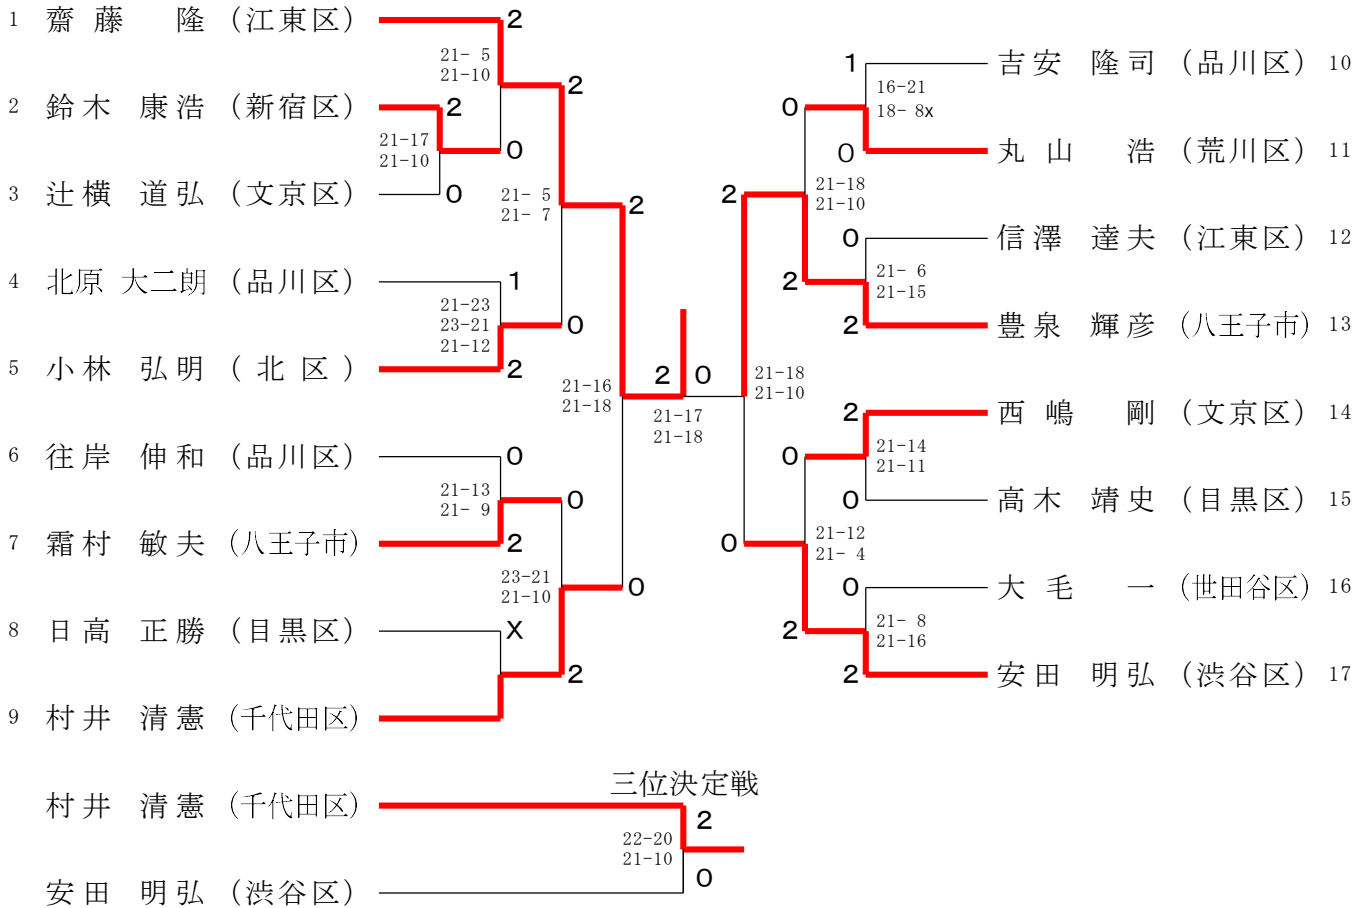 1 齋藤 隆 (江東区) 2
21- 5
21-10
2
2 鈴木 康浩 (新宿区) 2
21-17
21-10
0
3 辻横 道弘 (文京区) 0
21- 5
21- 7
2
4 北原 大二朗 (品川区) 1
21-23
23-21
21-12
0
5 小林 弘明 (北区) 2
21-16
21-18
6 往岸 伸和 (品川区) 0
21-13
21- 9
0
7 霜村 敏夫 (八王子市) 2
23-21
21-10
0
8 日高 正勝 (目黒区) X
2
9 村井 清憲 (千代田区)
2 0
21-17
21-18
1 吉安 隆司 (品川区) 10
16-21
18- 8x
0
0 丸山 浩 (荒川区) 11
21-18
21-10
2
0 信澤 達夫 (江東区) 12
21- 6
21-15
2
2 豊泉 輝彦 (八王子市) 13
21-18
21-10
2 西嶋 剛 (文京区) 14
21-14
21-11
0
0 高木 靖史 (目黒区) 15
21-12
21- 4
0
0 大毛 一 (世田谷区) 16
21- 8
21-16
2
2 安田 明弘 (渋谷区) 17
三位決定戦
村井 清憲 (千代田区) 2
22-20
21-10
安田 明弘 (渋谷区) 0